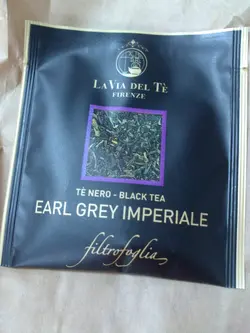 LA VIA DEL TÈ
FIRENZE
TÈ NERO - BLACK TEA
EARL GREY IMPERIALE
filtrofoglia